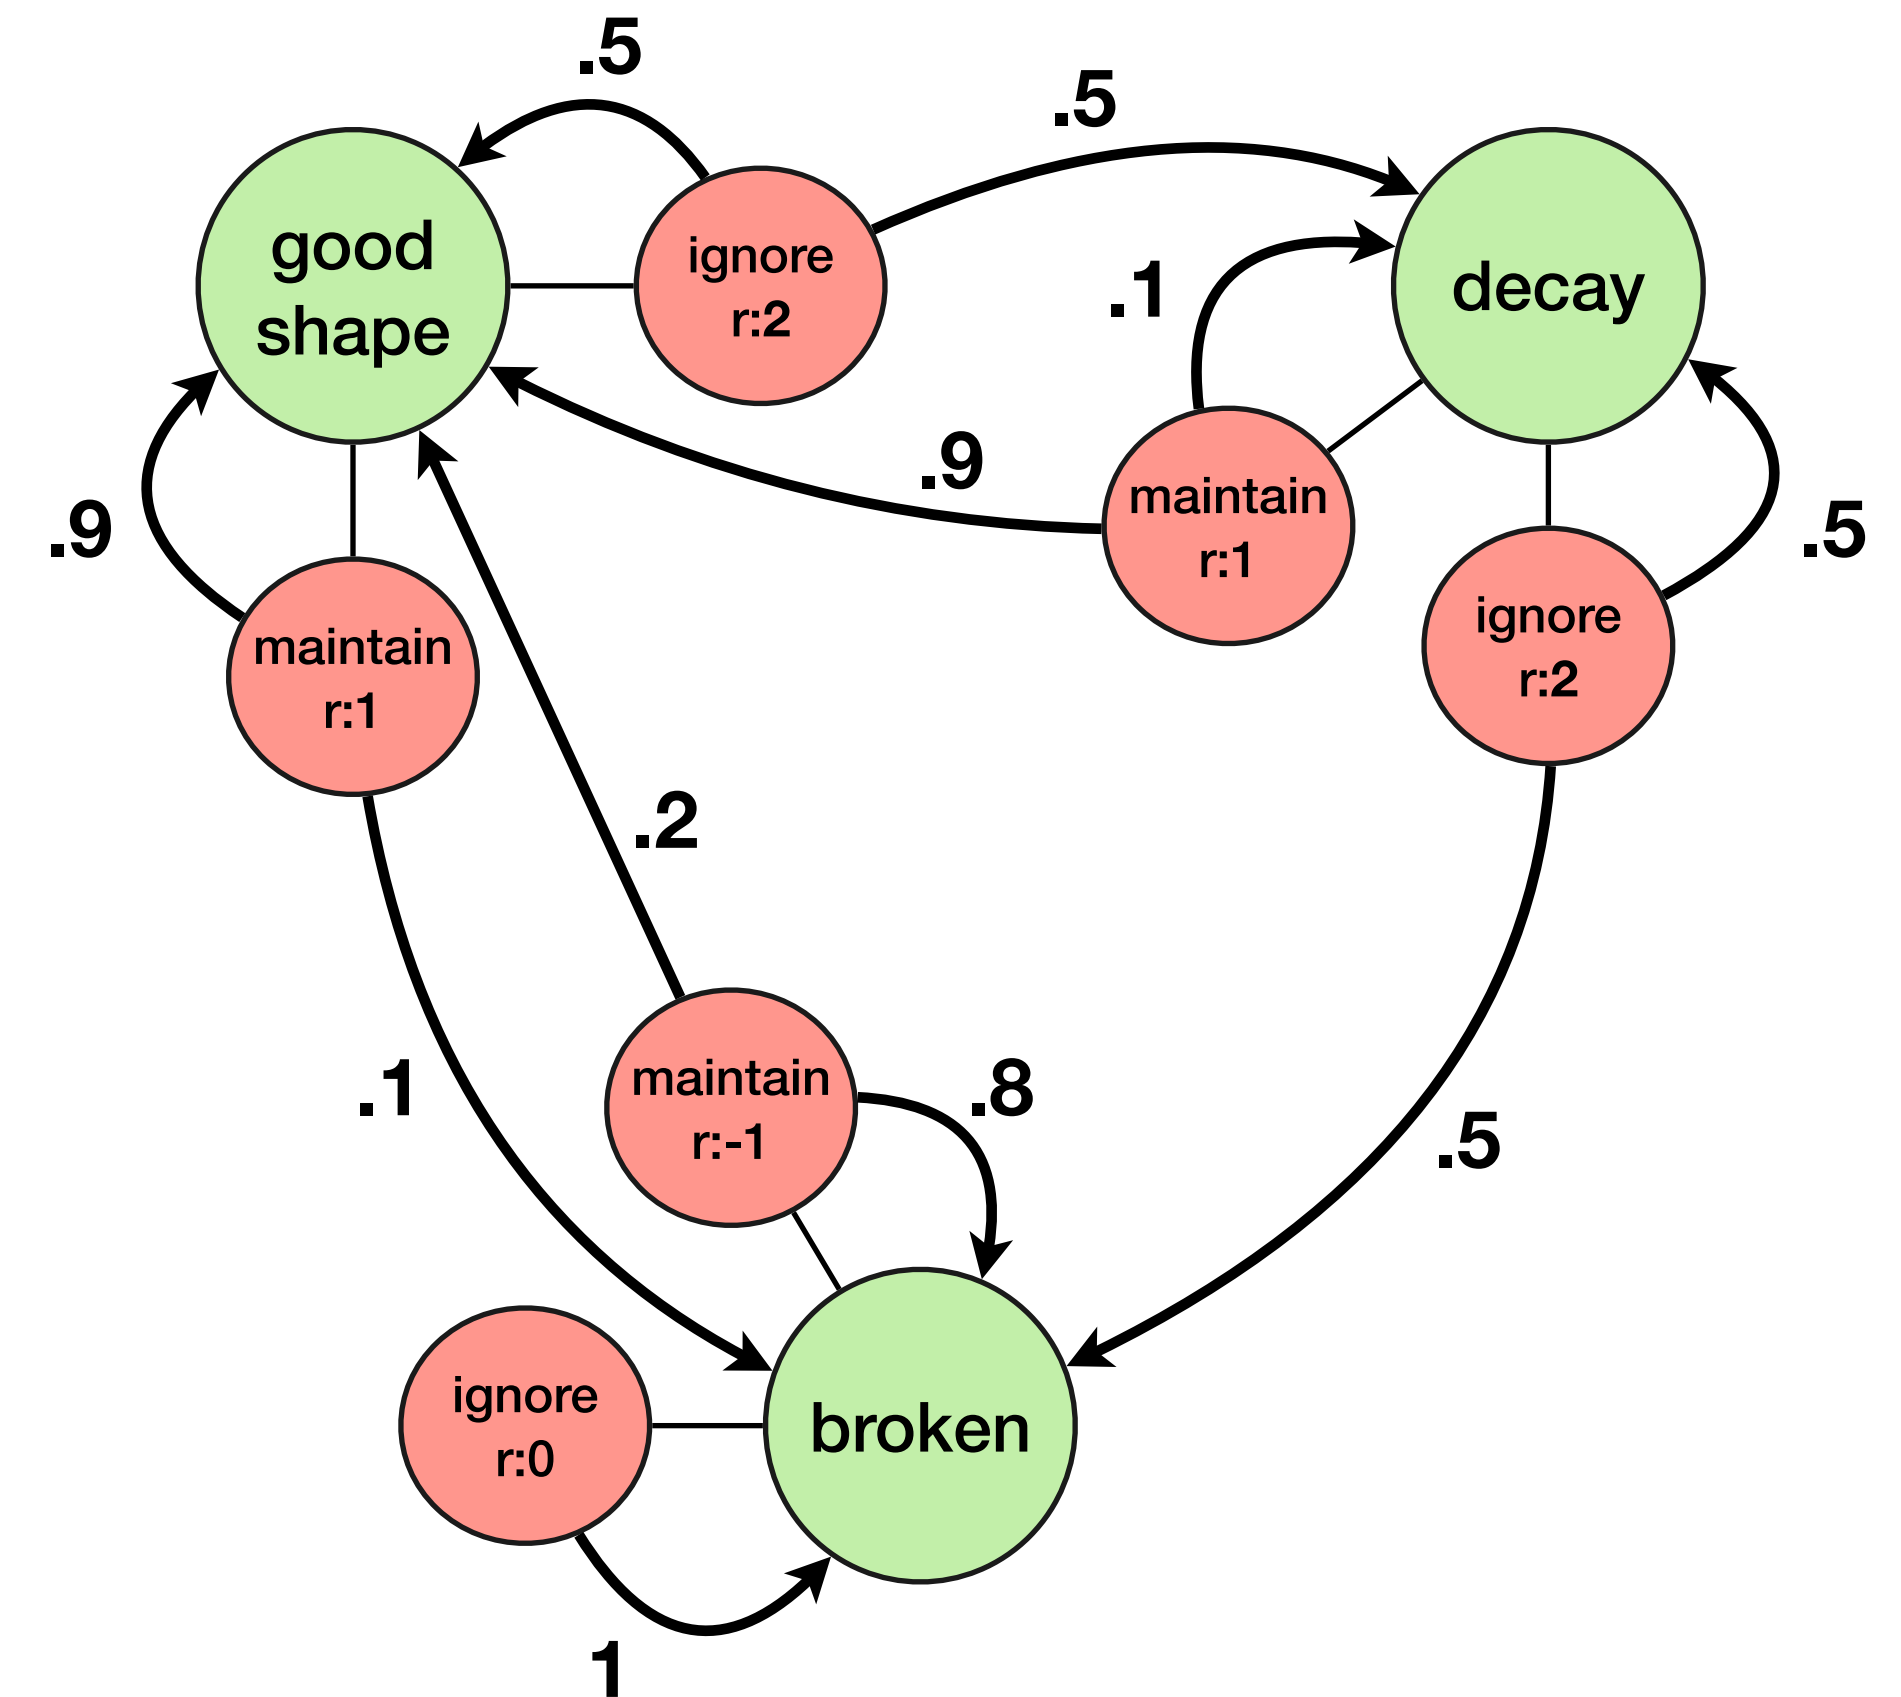 .5
.5
good
shape
ignore
r:2
decay
.1
.9
maintain
r:1
.9
.5
ignore
r:2
maintain
r:1
.2
.1
maintain
r:-1
.8
.5
ignore
r:0
broken
1